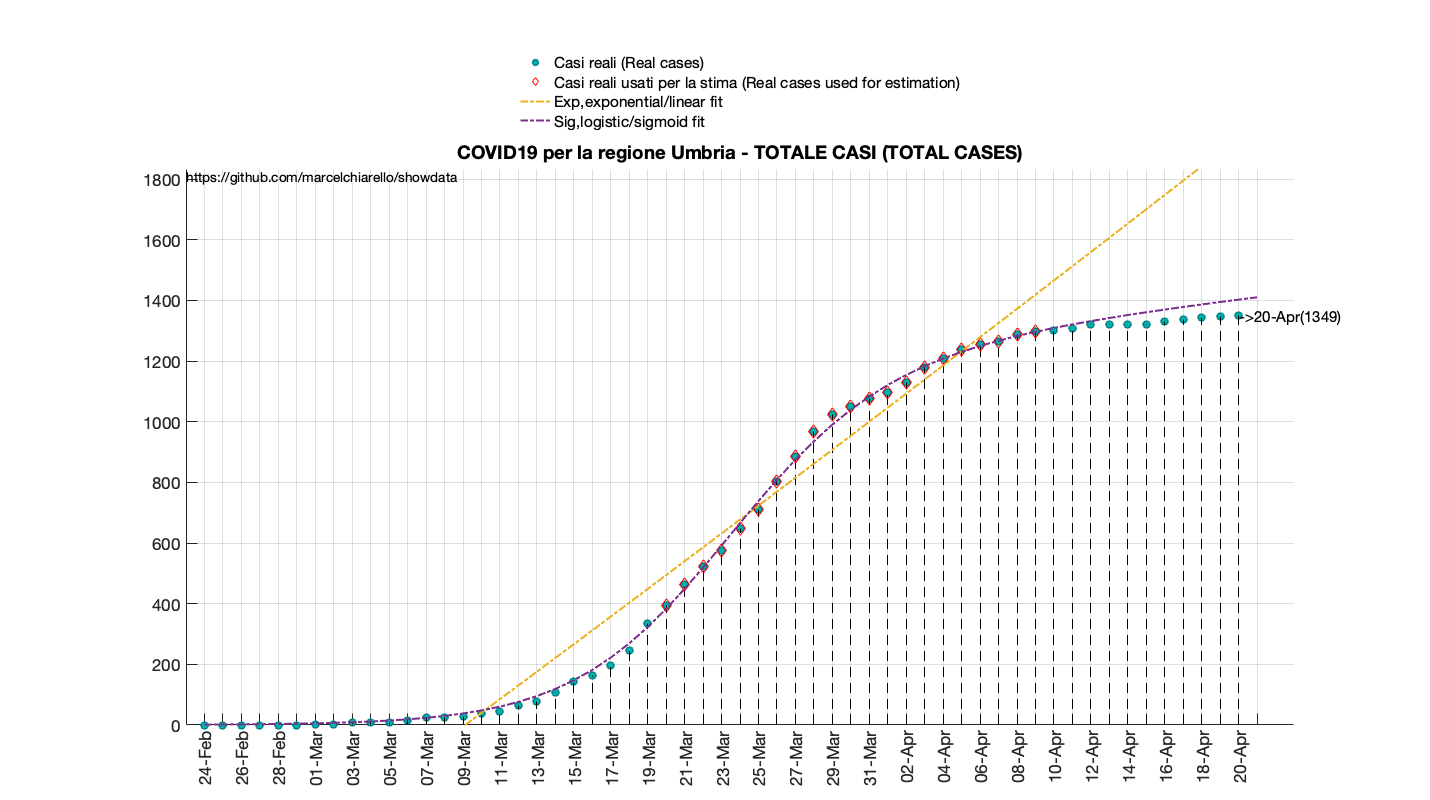 Casi reali (Real cases)
Casi reali usati per la stima (Real cases used for estimation)
Exp,exponential/linear fit
Sig,logistic/sigmoid fit
COVID19 per la regione Umbria - TOTALE CASI (TOTAL CASES)
https://github.com/marcelchiarello/showdata
1800
1600
1400
1200
1000
800
600
400
200
0
->20-Apr(1349)
24-Feb
26-Feb
28-Feb
01-Mar
03-Mar
05-Mar
07-Mar
09-Mar
11-Mar
13-Mar
15-Mar
17-Mar
19-Mar
21-Mar
23-Mar
25-Mar
27-Mar
29-Mar
31-Mar
02-Apr
04-Apr
06-Apr
08-Apr
10-Apr
12-Apr
14-Apr
16-Apr
18-Apr
20-Apr